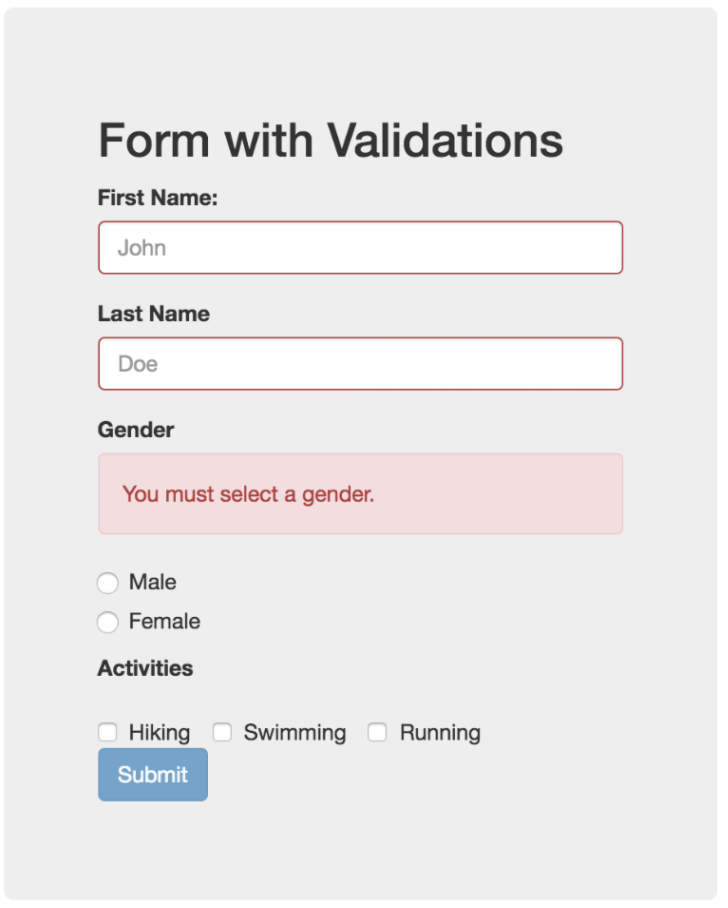 Form with Validations
First Name:
John
Last Name
Doe
Gender
You must select a gender.
Male
Female
Activities
Hiking Swimming Running
Submit